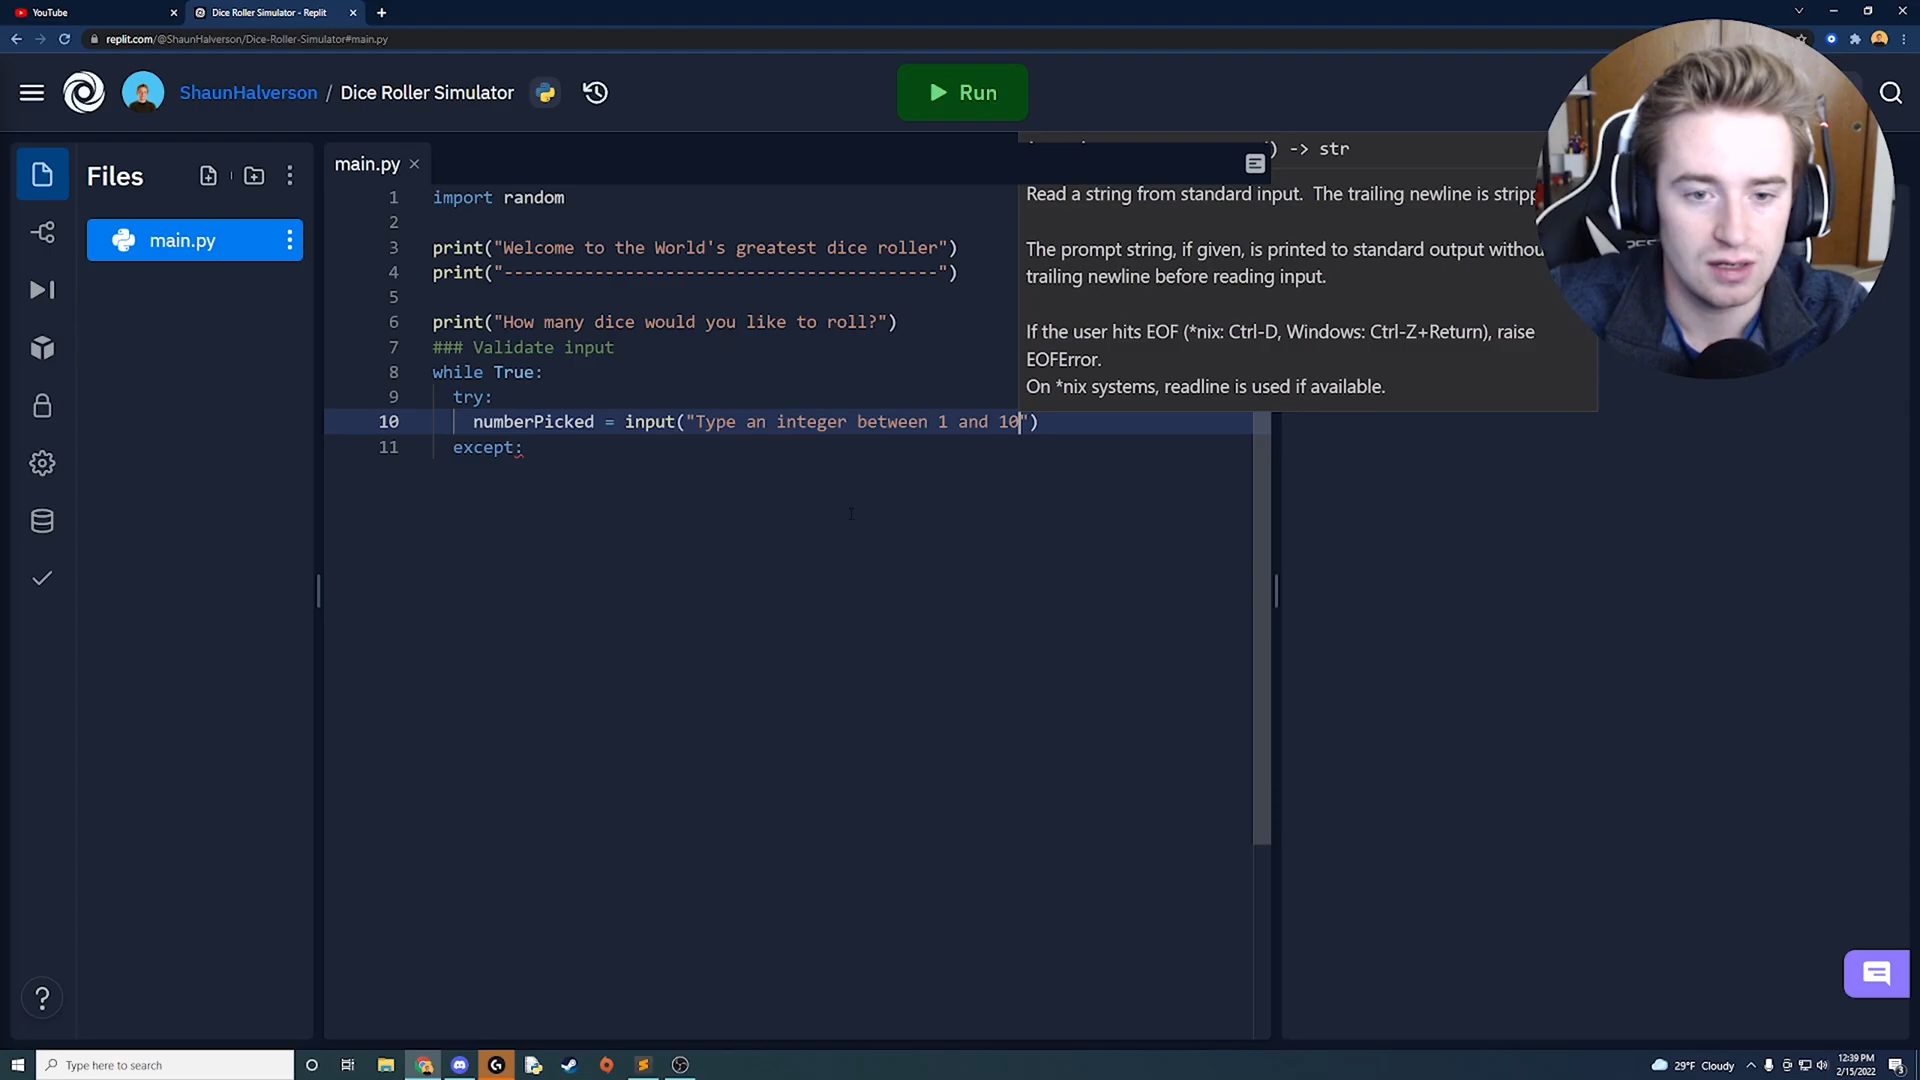 YouTube
Dice Roller Simulator - Replit
replit.com/@ShaunHalverson/Dice-Roller-Simulator#main.py
ShaunHalverson / Dice Roller Simulator
Run
Files
main.py
main.py
1 import random
2
3 print("Welcome to the World's greatest dice roller")
4 print("-------------------------------------------")
5
6 print("How many dice would you like to roll?")
7 ### Validate input
8 while True:
9 try:
10 numberPicked = input("Type an integer between 1 and 10")
11 except:
) -> str
Read a string from standard input. The trailing newline is stripp
The prompt string, if given, is printed to standard output withou
trailing newline before reading input.
If the user hits EOF (*nix: Ctrl-D, Windows: Ctrl-Z+Return), raise
EOFError.
On *nix systems, readline is used if available.
?
Type here to search
29°F Cloudy
12:39 PM
2/15/2022
3